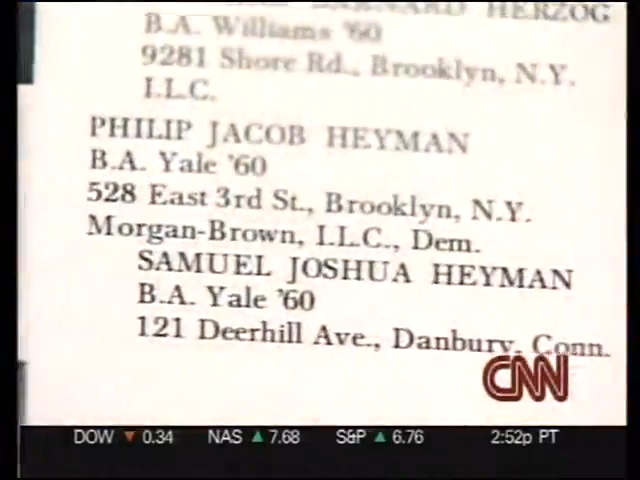 BARNARD HERZOG
B.A. Williams '60
9281 Shore Rd., Brooklyn, N.Y.
I.L.C.
PHILIP JACOB HEYMAN
B.A. Yale '60
528 East 3rd St., Brooklyn, N.Y.
Morgan-Brown, I.L.C., Dem.
SAMUEL JOSHUA HEYMAN
B.A. Yale '60
121 Deerhill Ave., Danbury, Conn.
CNN
DOW ▼ 0.34 NAS ▲ 7.68 S&P ▲ 6.76 2:52p PT